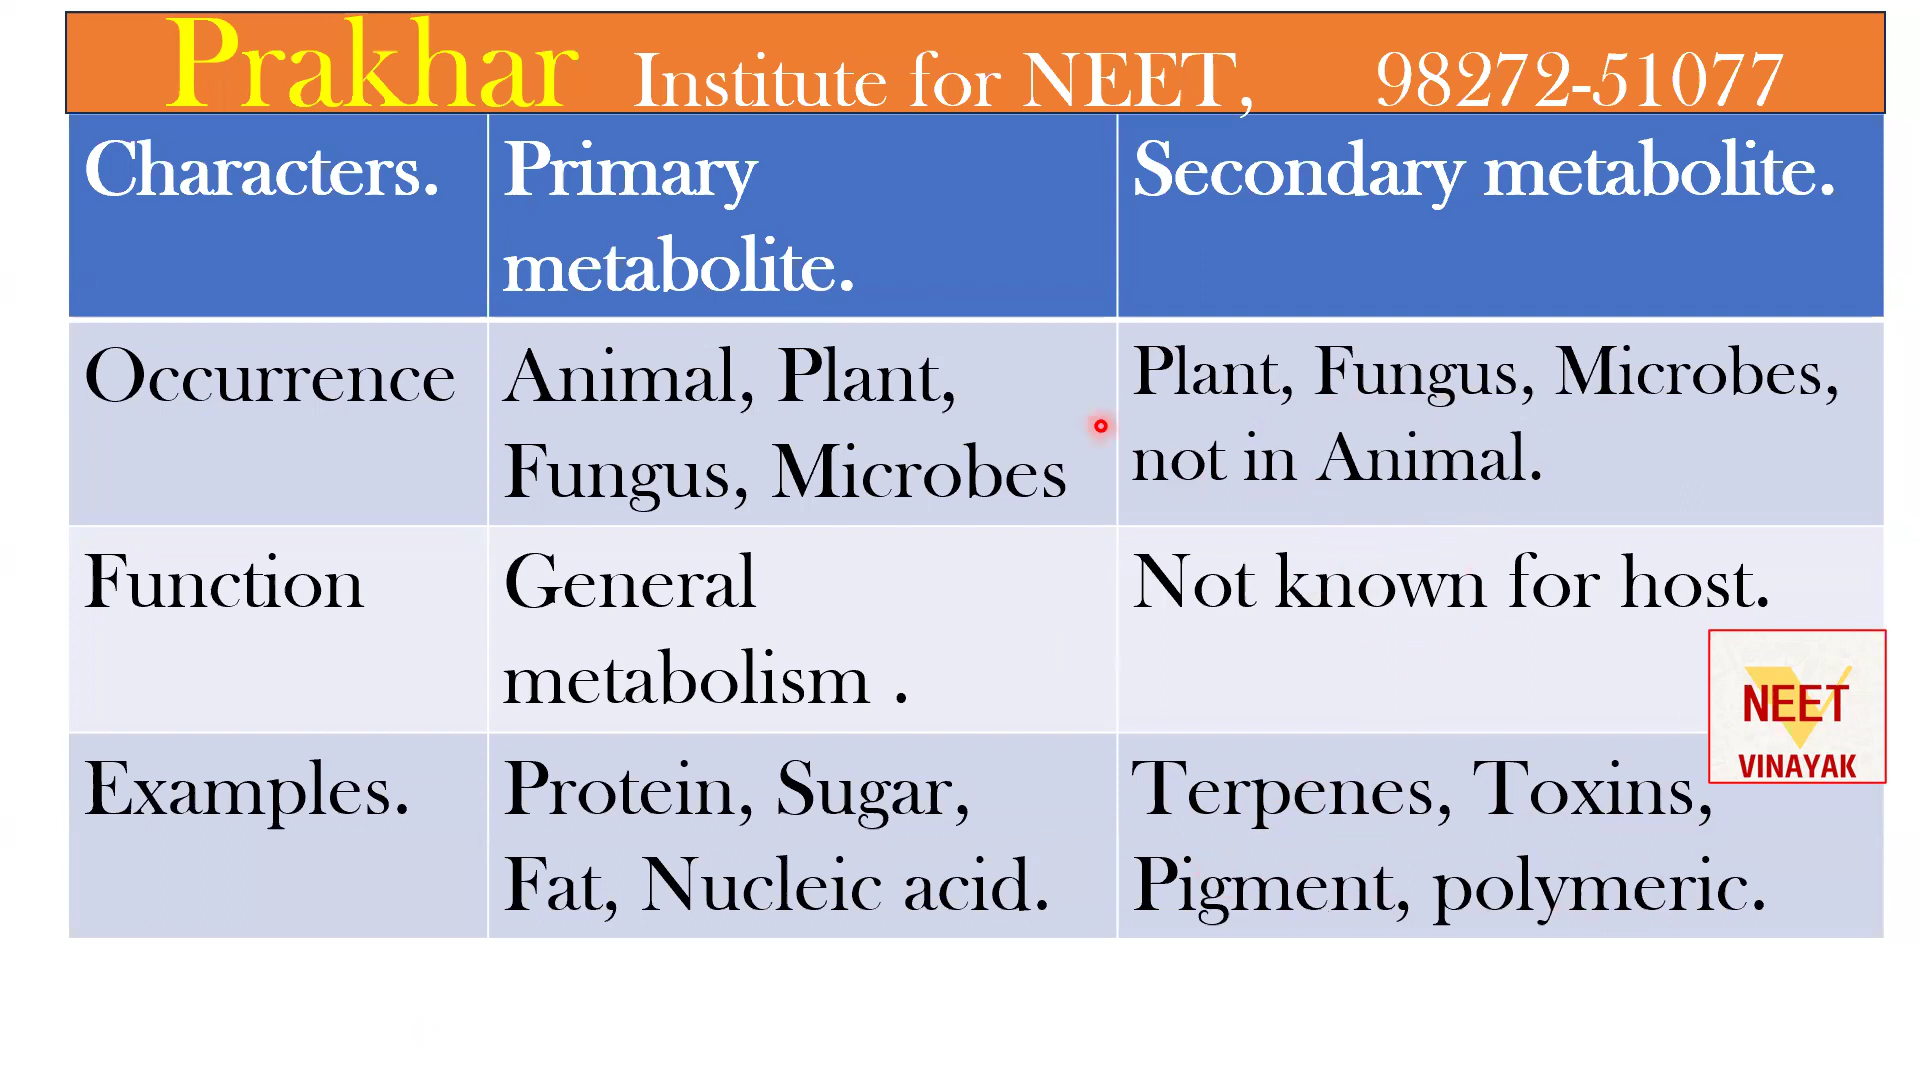 Prakhar Institute for NEET, 98272-51077
Characters.
Primary
metabolite.
Secondary metabolite.
Occurrence
Animal, Plant,
Fungus, Microbes
Plant, Fungus, Microbes,
not in Animal.
Function
General
metabolism .
Not known for host.
NEET
VINAYAK
Examples.
Protein, Sugar,
Fat, Nucleic acid.
Terpenes, Toxins,
Pigment, polymeric.